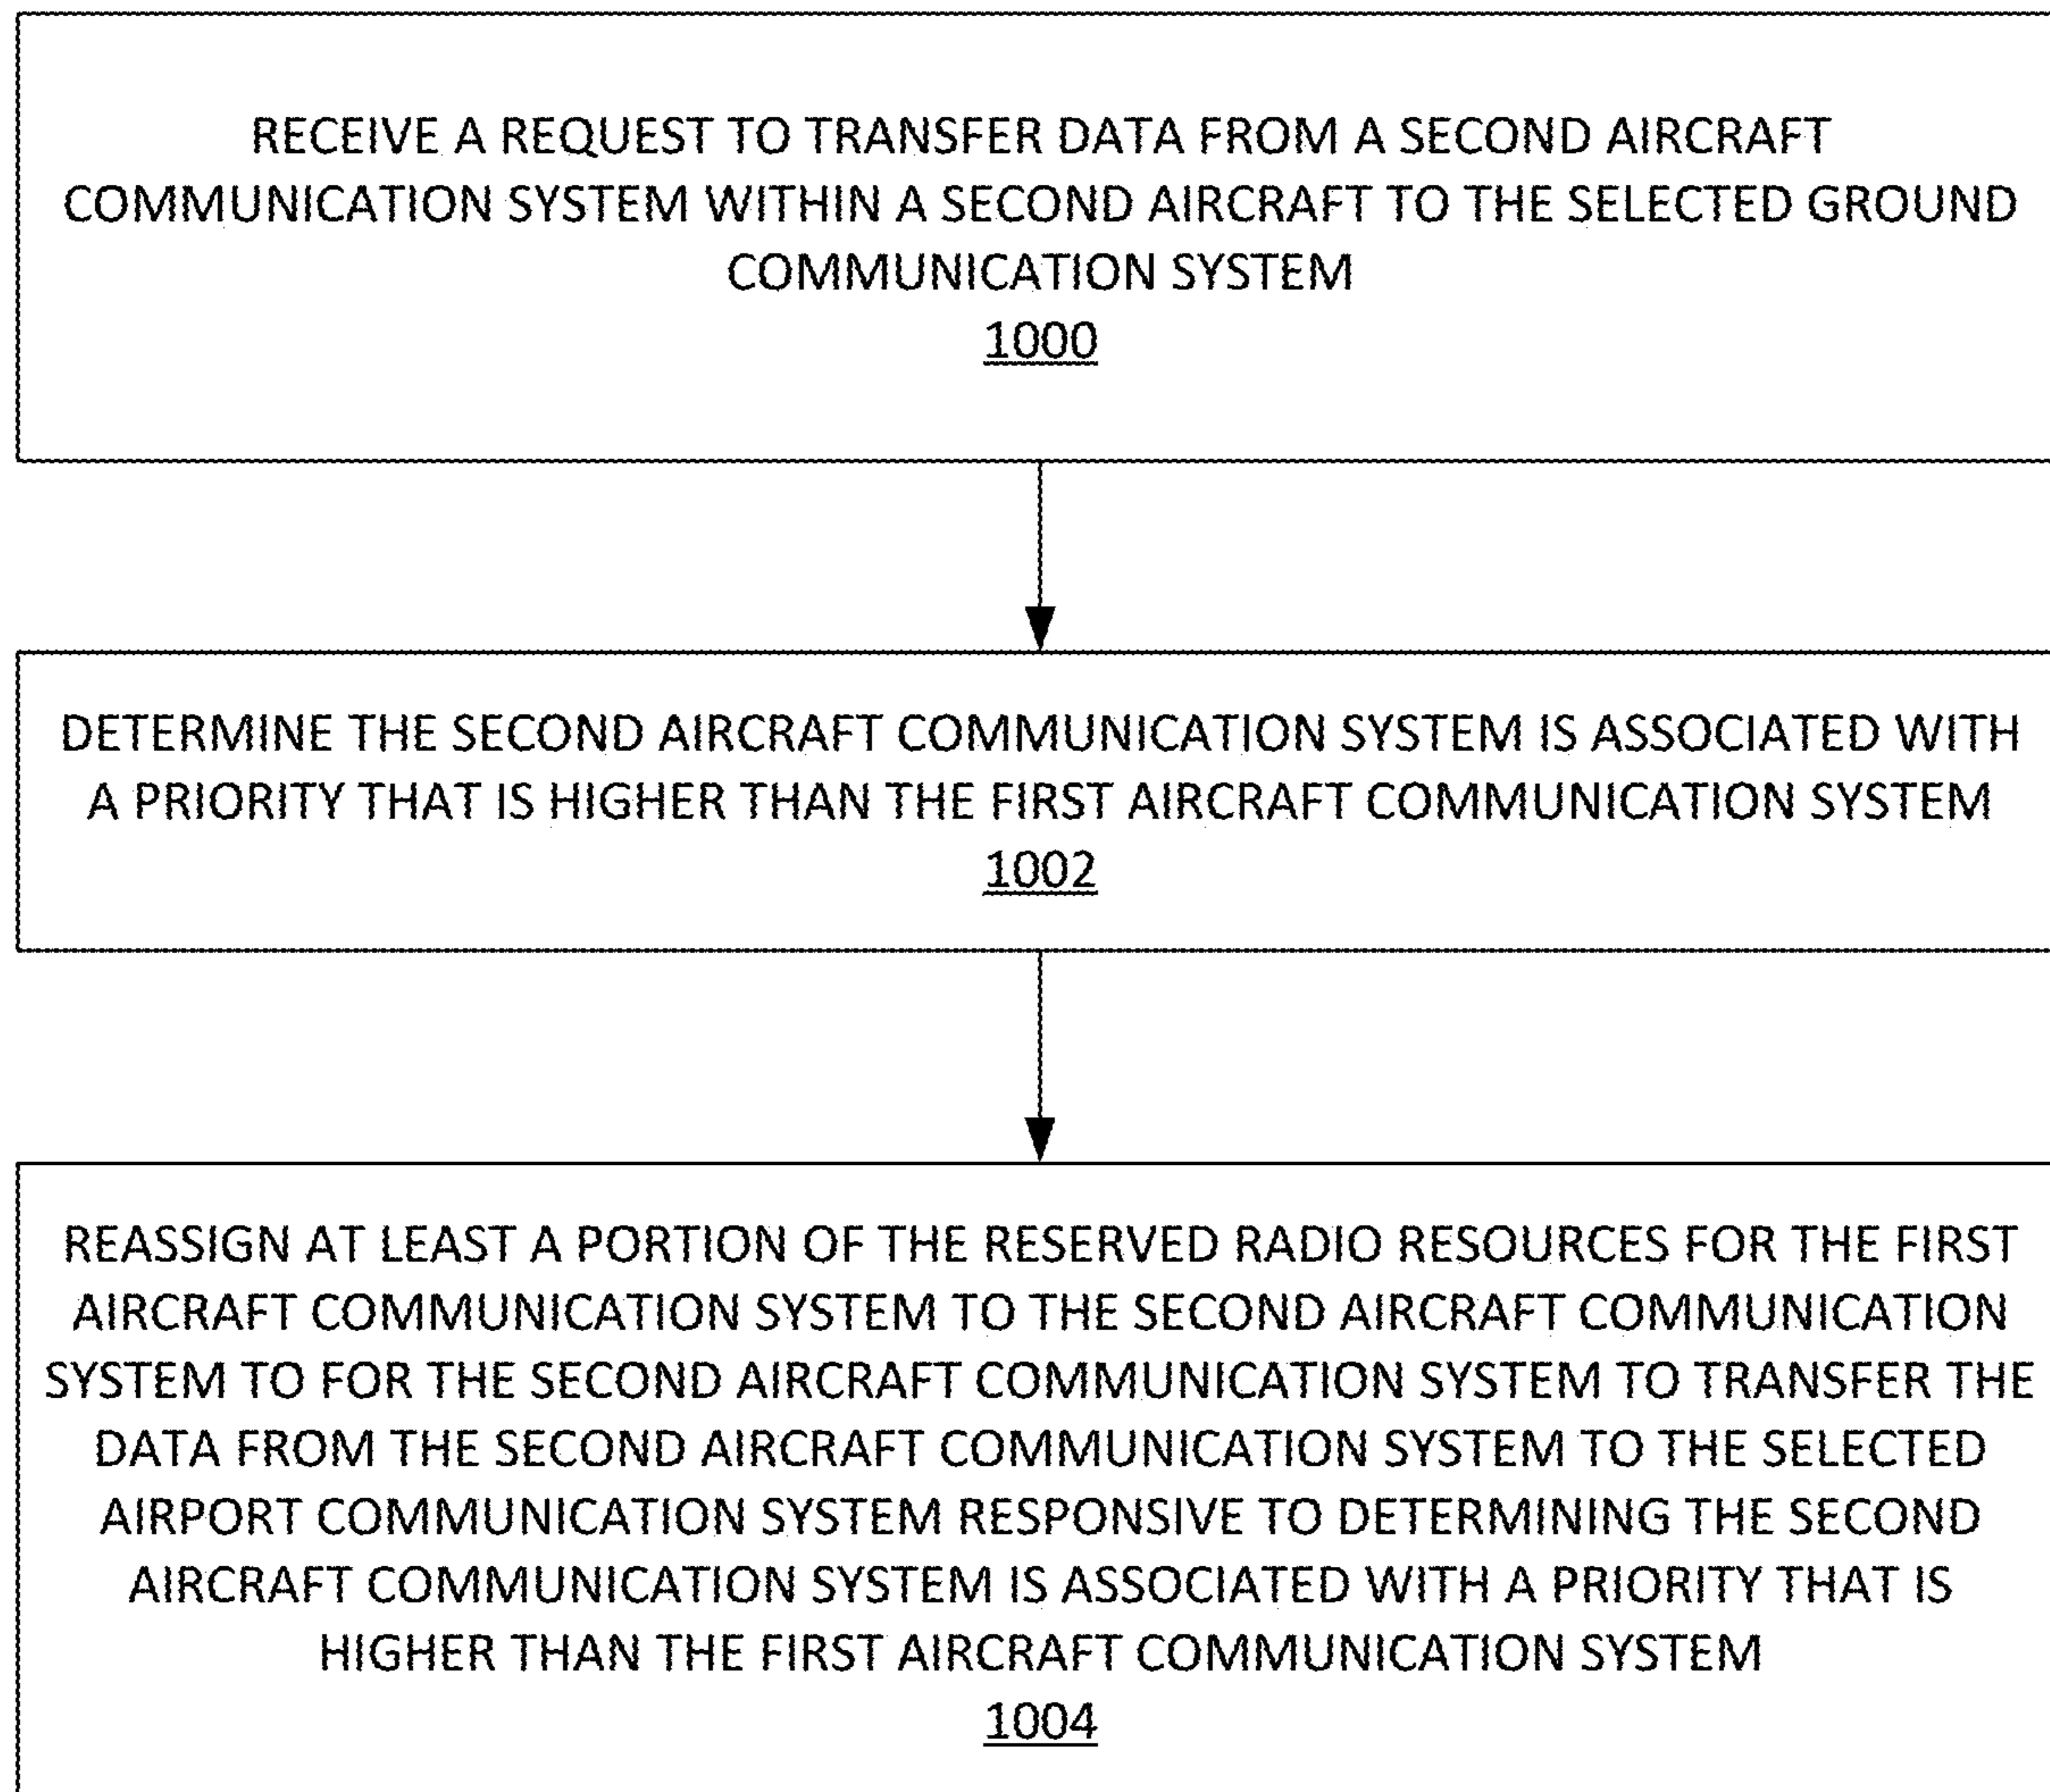 RECEIVE A REQUEST TO TRANSFER DATA FROM A SECOND AIRCRAFT
COMMUNICATION SYSTEM WITHIN A SECOND AIRCRAFT TO THE SELECTED GROUND
COMMUNICATION SYSTEM
1000
DETERMINE THE SECOND AIRCRAFT COMMUNICATION SYSTEM IS ASSOCIATED WITH
A PRIORITY THAT IS HIGHER THAN THE FIRST AIRCRAFT COMMUNICATION SYSTEM
1002
REASSIGN AT LEAST A PORTION OF THE RESERVED RADIO RESOURCES FOR THE FIRST
AIRCRAFT COMMUNICATION SYSTEM TO THE SECOND AIRCRAFT COMMUNICATION
SYSTEM TO FOR THE SECOND AIRCRAFT COMMUNICATION SYSTEM TO TRANSFER THE
DATA FROM THE SECOND AIRCRAFT COMMUNICATION SYSTEM TO THE SELECTED
AIRPORT COMMUNICATION SYSTEM RESPONSIVE TO DETERMINING THE SECOND
AIRCRAFT COMMUNICATION SYSTEM IS ASSOCIATED WITH A PRIORITY THAT IS
HIGHER THAN THE FIRST AIRCRAFT COMMUNICATION SYSTEM
1004